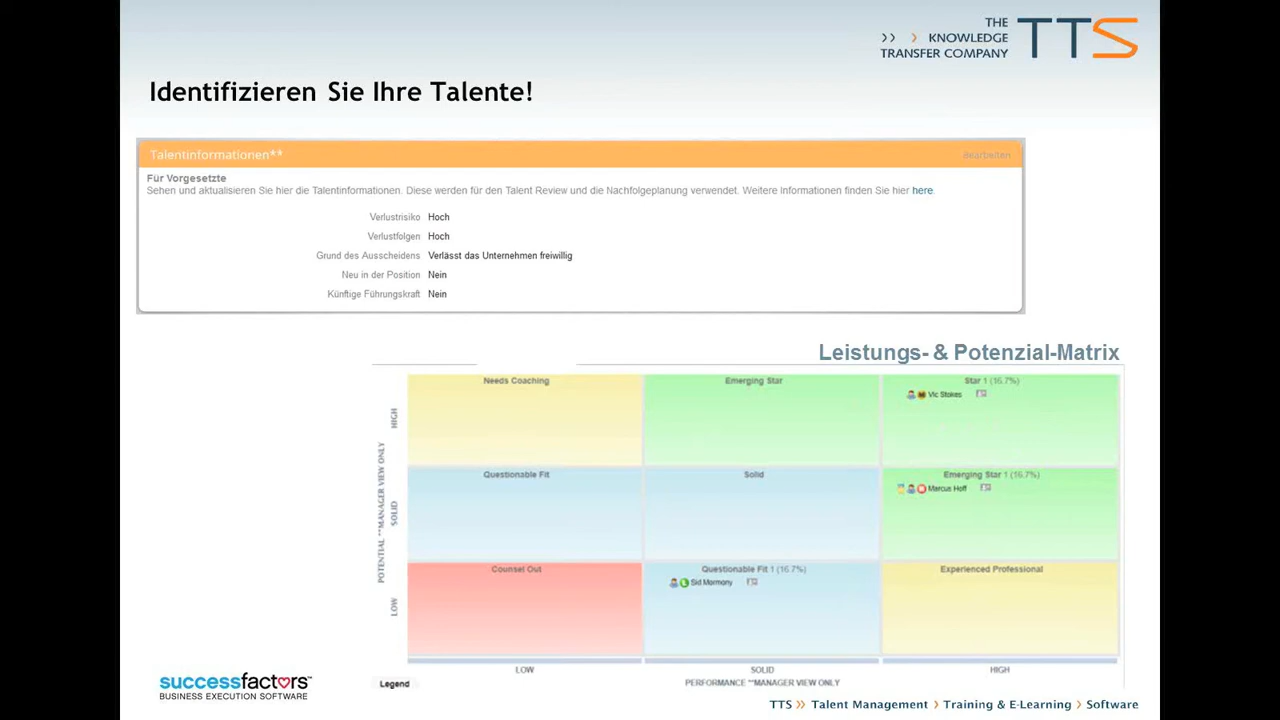 THE
KNOWLEDGE
TRANSFER COMPANY
TTS
Identifizieren Sie Ihre Talente!
Talentinformationen** Bearbeiten
Für Vorgesetzte
Sehen und aktualisieren Sie hier die Talentinformationen. Diese werden für den Talent Review und die Nachfolgeplanung verwendet. Weitere Informationen finden Sie hier here
Verlustrisiko Hoch
Verlustfolgen Hoch
Grund des Ausscheidens Verlässt das Unternehmen freiwillig
Neu in der Position Nein
Künftige Führungskraft Nein
Leistungs- & Potenzial-Matrix
POTENTIAL **MANAGER VIEW ONLY
HIGH
Needs Coaching
Emerging Star
Star 1 (16.7%)
Vic Stokes
SOLID
Questionable Fit
Solid
Emerging Star 1 (16.7%)
Marcus Hoff
LOW
Counsel Out
Questionable Fit 1 (16.7%)
Sid Mormony
Experienced Professional
LOW SOLID HIGH
PERFORMANCE **MANAGER VIEW ONLY
Legend
successfactors™
BUSINESS EXECUTION SOFTWARE
TTS >> Talent Management > Training & E-Learning > Software